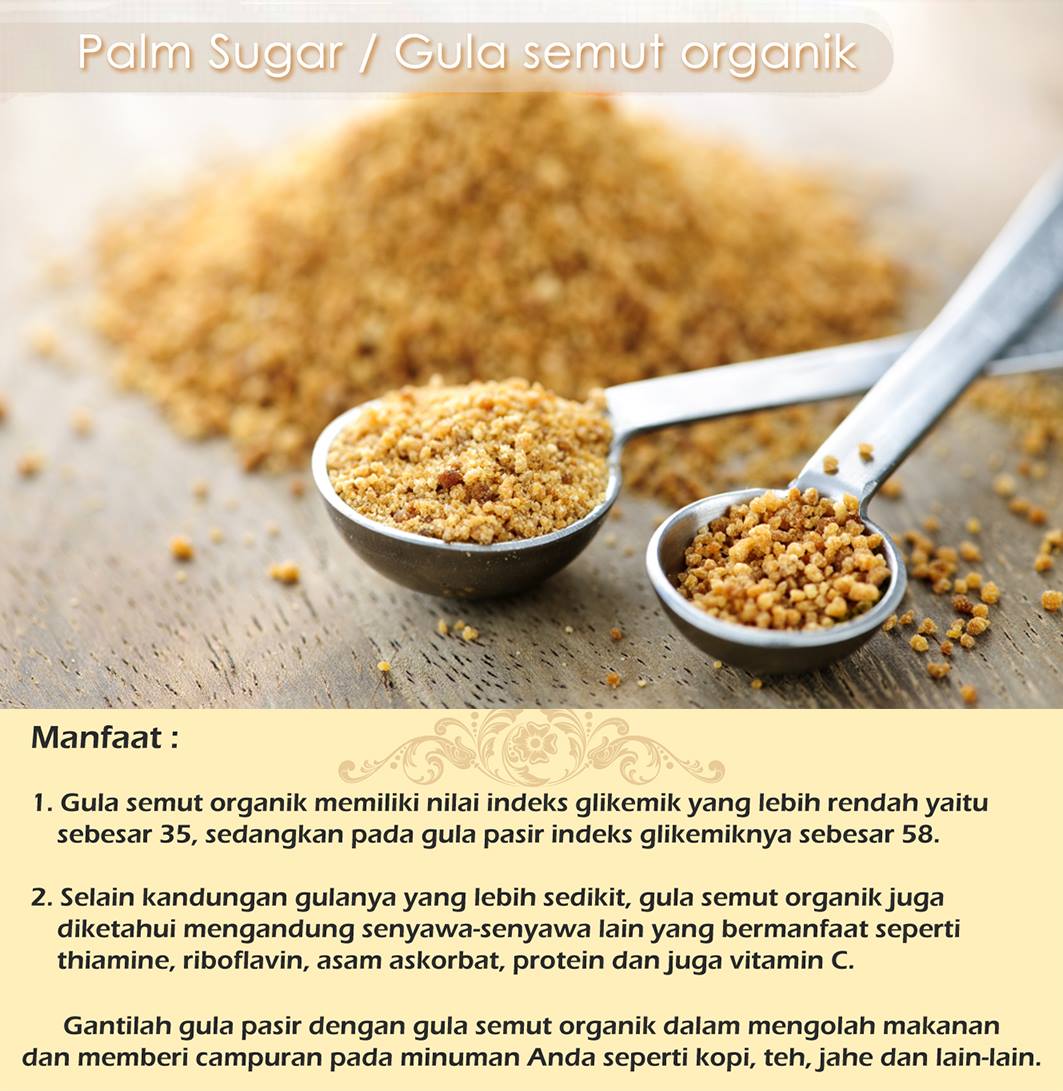 Palm Sugar / Gula semut organik
Manfaat :
1. Gula semut organik memiliki nilai indeks glikemik yang lebih rendah yaitu
sebesar 35, sedangkan pada gula pasir indeks glikemiknya sebesar 58.
2. Selain kandungan gulanya yang lebih sedikit, gula semut organik juga
diketahui mengandung senyawa-senyawa lain yang bermanfaat seperti
thiamine, riboflavin, asam askorbat, protein dan juga vitamin C.
Gantilah gula pasir dengan gula semut organik dalam mengolah makanan
dan memberi campuran pada minuman Anda seperti kopi, teh, jahe dan lain-lain.